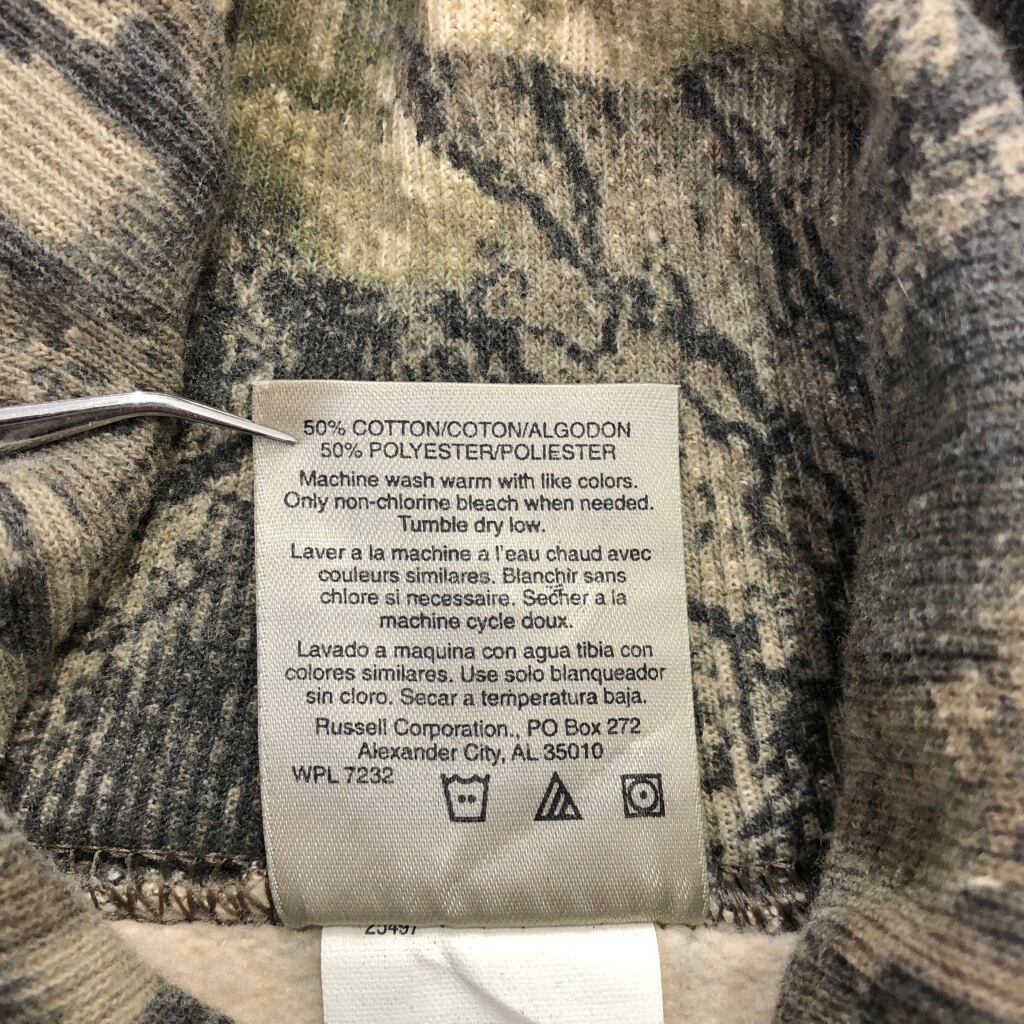 50% COTTON/COTON/ALGODON
50% POLYESTER/POLIESTER
Machine wash warm with like colors.
Only non-chlorine bleach when needed.
Tumble dry low.
Laver a la machine a l'eau chaud avec
couleurs similares. Blanchir sans
chlore si necessaire. Secher a la
machine cycle doux.
Lavado a maquina con agua tibia con
colores similares. Use solo blanqueador
sin cloro. Secar a temperatura baja.
Russell Corporation., PO Box 272
Alexander City, AL 35010
WPL 7232
25497